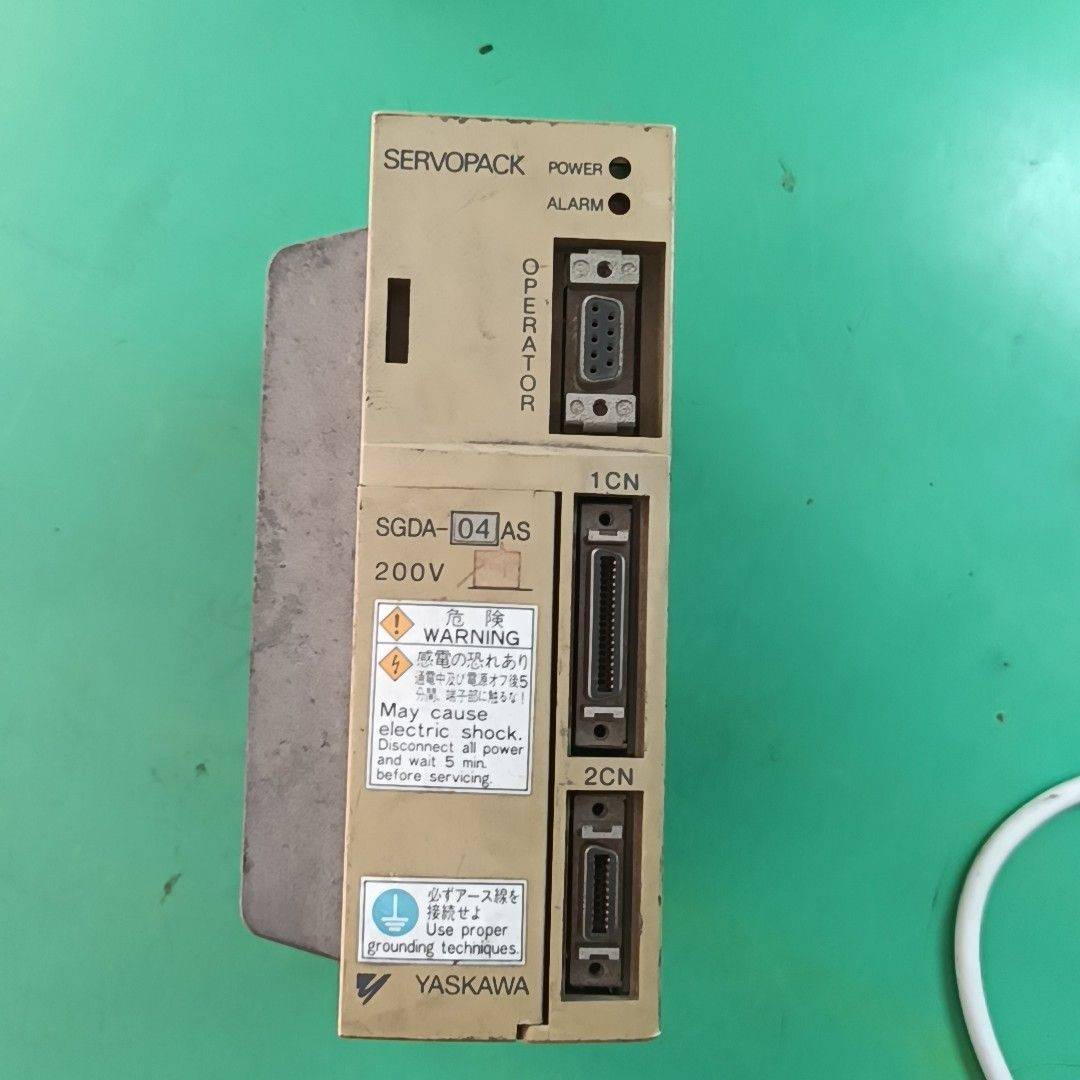 SERVOPACK
POWER
ALARM
OPERATOR
1CN
SGDA-04AS
200V
危険
WARNING
感電の恐れあり
通電中及び電源オフ後5
分間、端子部に触るな!
May cause
electric shock.
Disconnect all power
and wait 5 min.
before servicing.
2CN
必ずアース線を
接続せよ
Use proper
grounding techniques.
YASKAWA